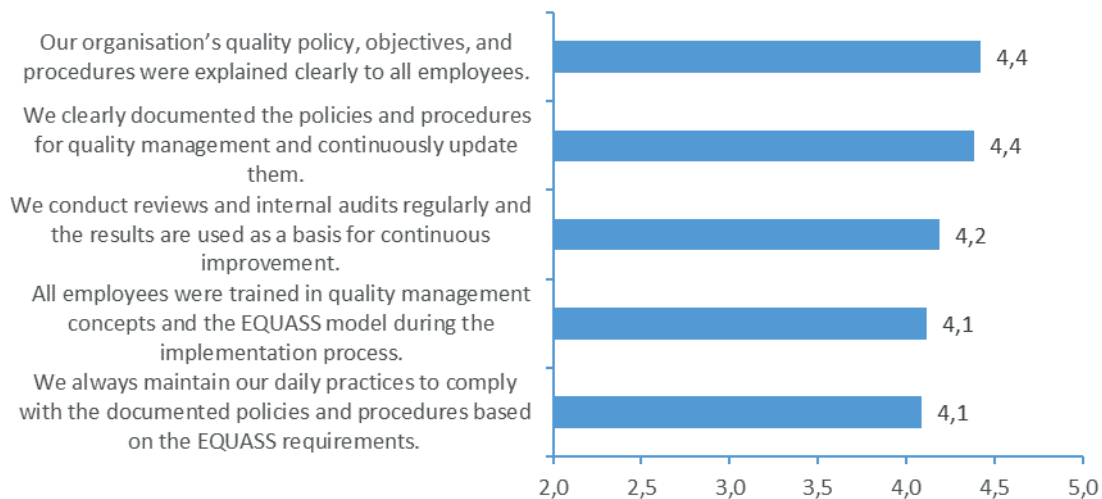 Our organisation’s quality policy, objectives, and
procedures were explained clearly to all employees.
4,4
We clearly documented the policies and procedures
for quality management and continuously update
them.
4,4
We conduct reviews and internal audits regularly and
the results are used as a basis for continuous
improvement.
4,2
All employees were trained in quality management
concepts and the EQUASS model during the
implementation process.
4,1
We always maintain our daily practices to comply
with the documented policies and procedures based
on the EQUASS requirements.
4,1
2,0 2,5 3,0 3,5 4,0 4,5 5,0